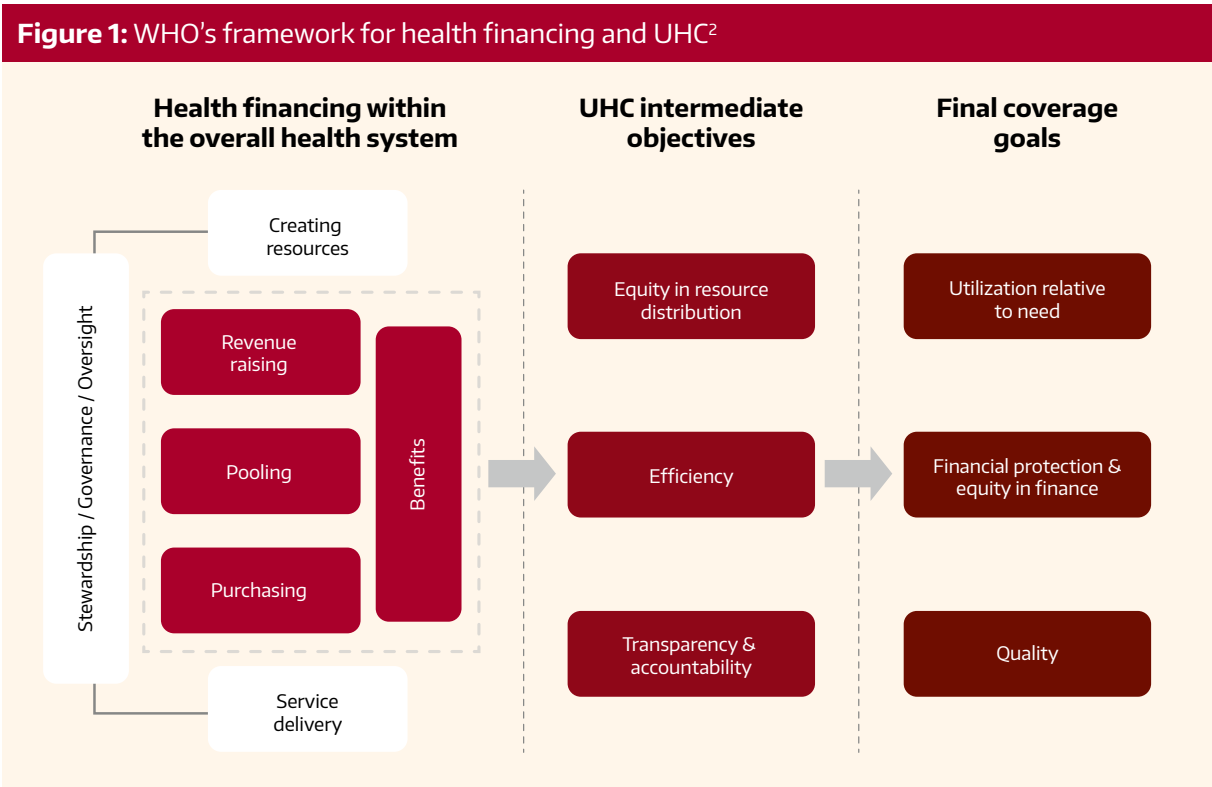 Figure 1: WHO's framework for health financing and UHC²
Health financing within
the overall health system
UHC intermediate
objectives
Final coverage
goals
Stewardship / Governance / Oversight
Creating
resources
Revenue
raising
Pooling
Purchasing
Benefits
Service
delivery
Equity in resource
distribution
Efficiency
Transparency &
accountability
Utilization relative
to need
Financial protection &
equity in finance
Quality